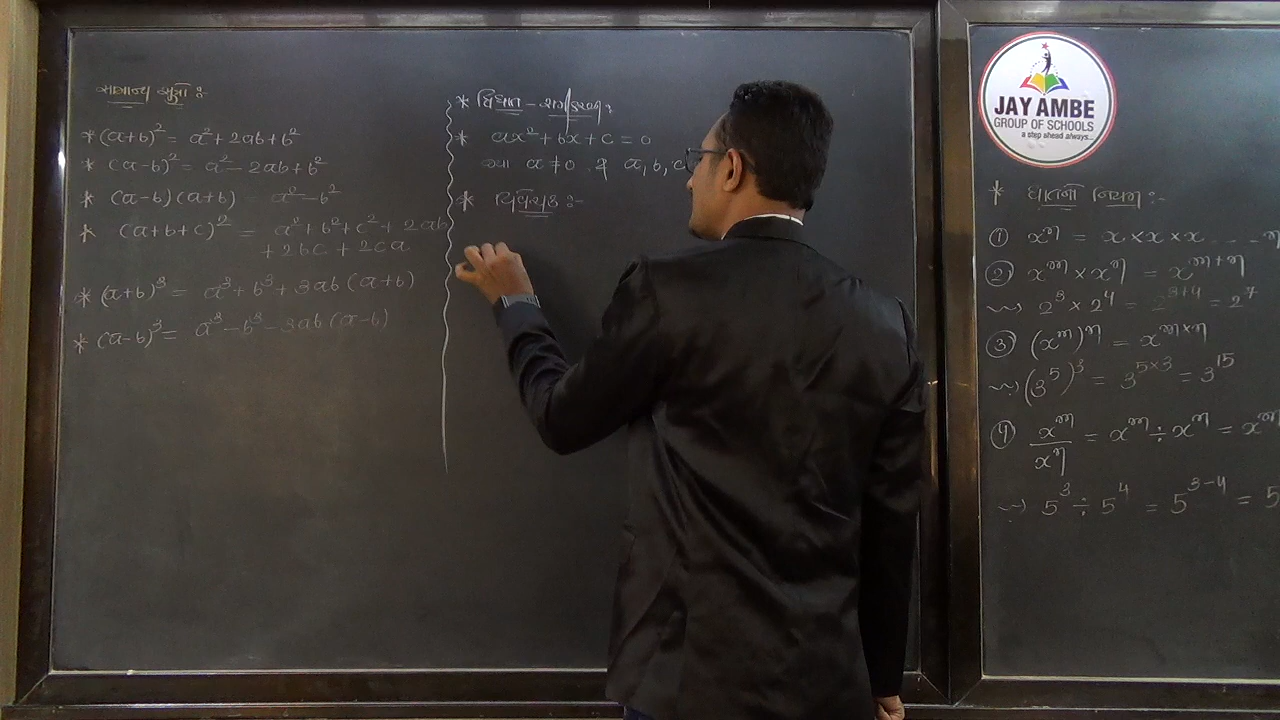 સામાન્ય સૂત્રો :-
* (a+b)² = a² + 2ab + b²
* (a-b)² = a² - 2ab + b²
* (a-b) (a+b) = a² - b²
* (a+b+c)² = a² + b² + c² + 2ab
+ 2bc + 2ca
* (a+b)³ = a³ + b³ + 3ab (a+b)
* (a-b)³ = a³ - b³ - 3ab (a-b)
* દ્વિઘાત - સમીકરણ :
* ax² + bx + c = 0
a ≠ 0 a, b, c
* વિવેચક :-
JAY AMBE
GROUP OF SCHOOLS
a step ahead always...
* ઘાતનો નિયમ :-
① xⁿ = x × x × x ....
② xᵐ × xⁿ = xᵐ⁺ⁿ
~~> 2³ × 2⁴ = 2³⁺⁴ = 2⁷
③ (xᵐ)ⁿ = xᵐˣⁿ
~~> (3⁵)³ = 3⁵ˣ³ = 3¹⁵
④ xᵐ/xⁿ = xᵐ ÷ xⁿ = xᵐ
~~> 5³ ÷ 5⁴ = 5³⁻⁴ = 5